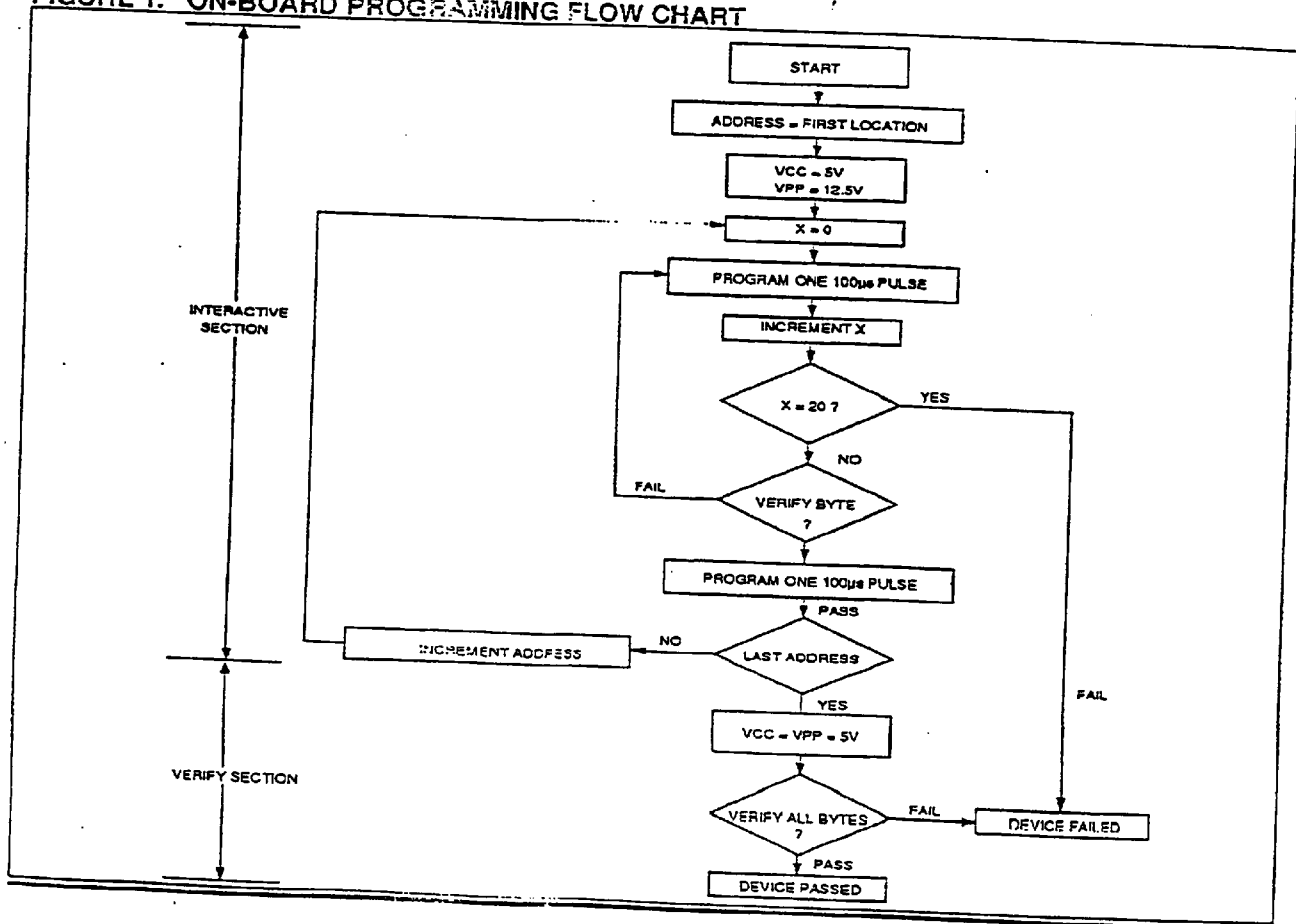 FIGURE 1. ON-BOARD PROGRAMMING FLOW CHART
START
ADDRESS = FIRST LOCATION
VCC = 5V
VPP = 12.5V
X = 0
PROGRAM ONE 100µs PULSE
INTERACTIVE
SECTION
INCREMENT X
X = 20 ?
YES
NO
FAIL
VERIFY BYTE
?
PROGRAM ONE 100µs PULSE
PASS
INCREMENT ADDRESS
NO
LAST ADDRESS
FAIL
YES
VCC = VPP = 5V
VERIFY SECTION
VERIFY ALL BYTES
?
FAIL
DEVICE FAILED
PASS
DEVICE PASSED